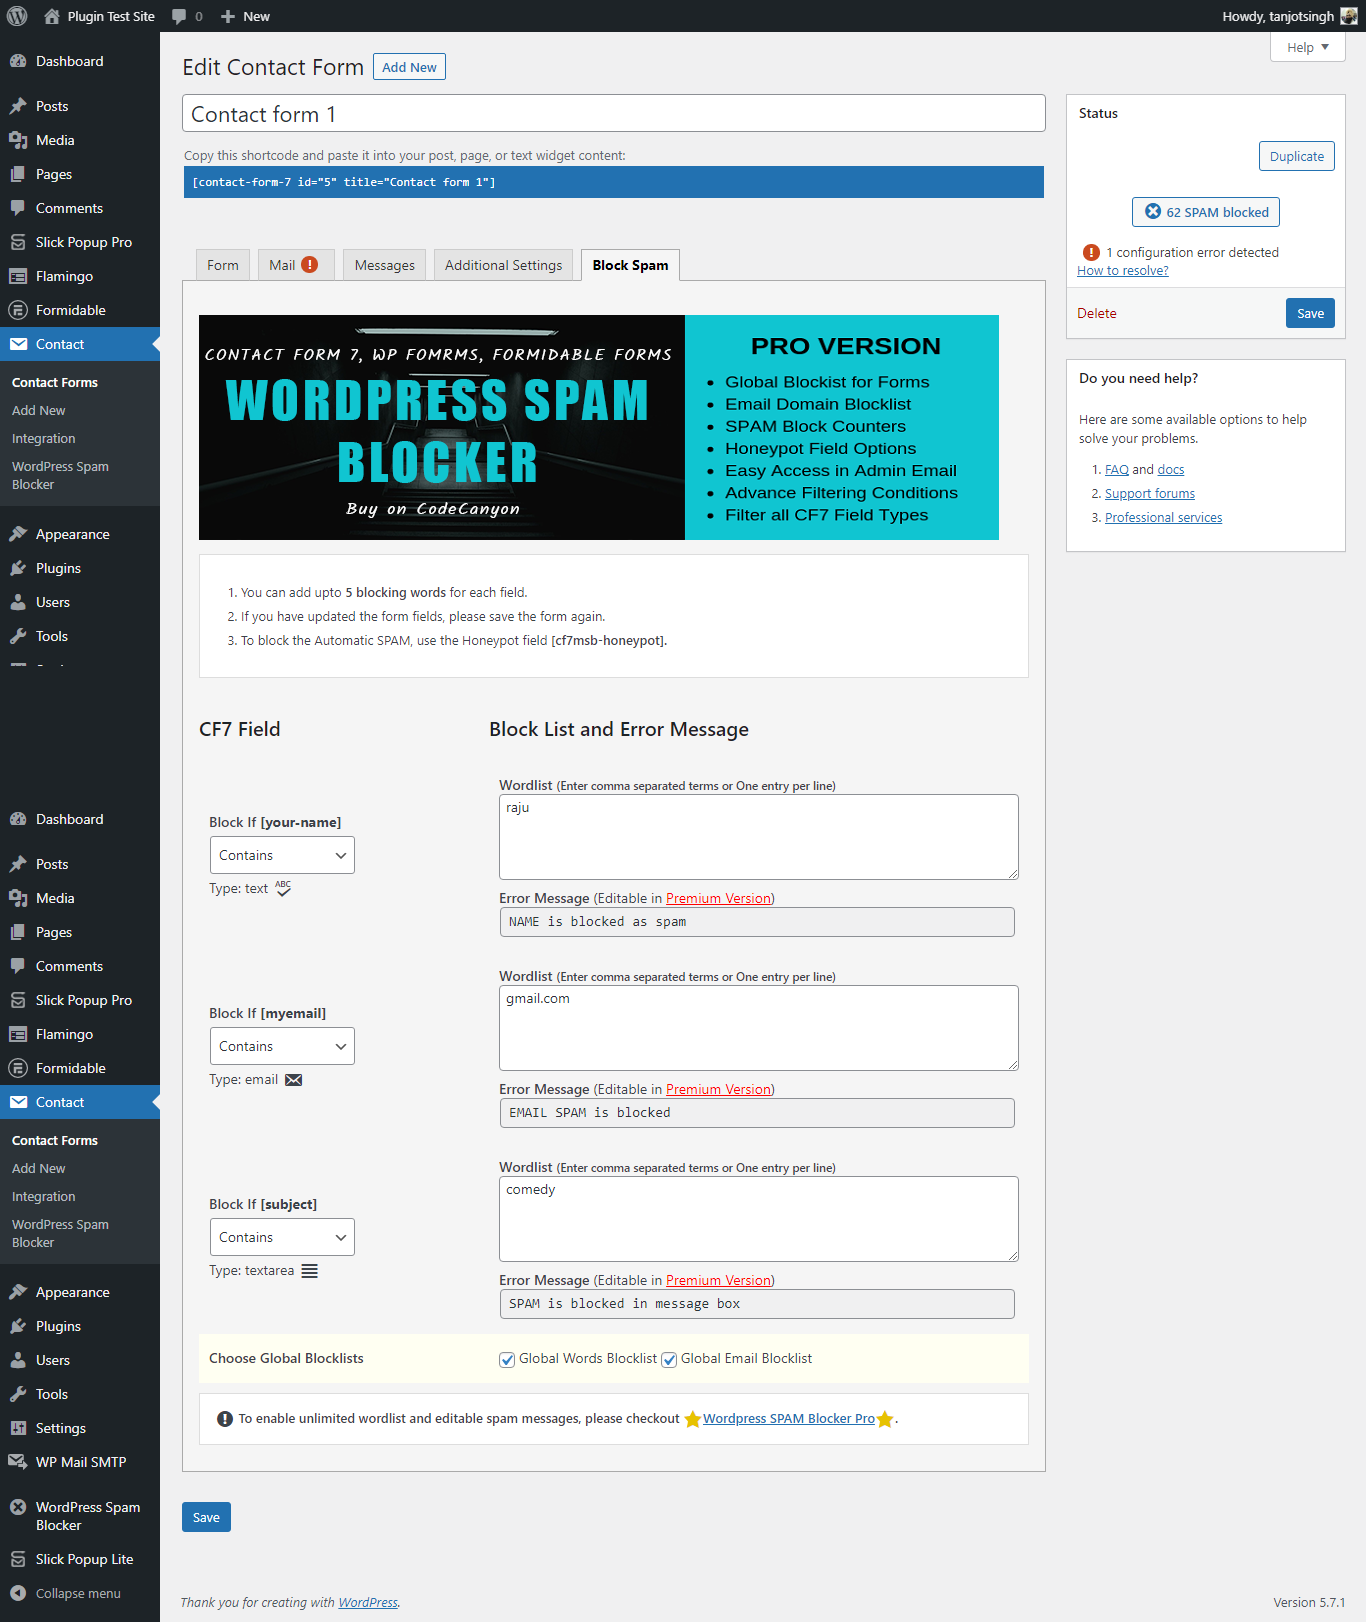 Plugin Test Site
0
New
Howdy, tanjotsingh
Help
Dashboard
Posts
Media
Pages
Comments
Slick Popup Pro
Flamingo
Formidable
Contact
Contact Forms
Add New
Integration
WordPress Spam
Blocker
Appearance
Plugins
Users
Tools
Dashboard
Posts
Media
Pages
Comments
Slick Popup Pro
Flamingo
Formidable
Contact
Contact Forms
Add New
Integration
WordPress Spam
Blocker
Appearance
Plugins
Users
Tools
Settings
WP Mail SMTP
WordPress Spam
Blocker
Slick Popup Lite
Collapse menu
Edit Contact Form
Add New
Contact form 1
Copy this shortcode and paste it into your post, page, or text widget content:
[contact-form-7 id="5" title="Contact form 1"]
Form
Mail
Messages
Additional Settings
Block Spam
CONTACT FORM 7, WP FOMRMS, FORMIDABLE FORMS
WORDPRESS SPAM
BLOCKER
Buy on CodeCanyon
PRO VERSION
• Global Blockist for Forms
• Email Domain Blocklist
• SPAM Block Counters
• Honeypot Field Options
• Easy Access in Admin Email
• Advance Filtering Conditions
• Filter all CF7 Field Types
1. You can add upto 5 blocking words for each field.
2. If you have updated the form fields, please save the form again.
3. To block the Automatic SPAM, use the Honeypot field [cf7msb-honeypot].
CF7 Field
Block List and Error Message
Block If [your-name]
Contains
Type: text ABC
Wordlist (Enter comma separated terms or One entry per line)
raju
Error Message (Editable in Premium Version)
NAME is blocked as spam
Block If [myemail]
Contains
Type: email
Wordlist (Enter comma separated terms or One entry per line)
gmail.com
Error Message (Editable in Premium Version)
EMAIL SPAM is blocked
Block If [subject]
Contains
Type: textarea
Wordlist (Enter comma separated terms or One entry per line)
comedy
Error Message (Editable in Premium Version)
SPAM is blocked in message box
Choose Global Blocklists
Global Words Blocklist
Global Email Blocklist
To enable unlimited wordlist and editable spam messages, please checkout Wordpress SPAM Blocker Pro.
Save
Status
Duplicate
62 SPAM blocked
1 configuration error detected
How to resolve?
Delete
Save
Do you need help?
Here are some available options to help
solve your problems.
1. FAQ and docs
2. Support forums
3. Professional services
Thank you for creating with WordPress.
Version 5.7.1